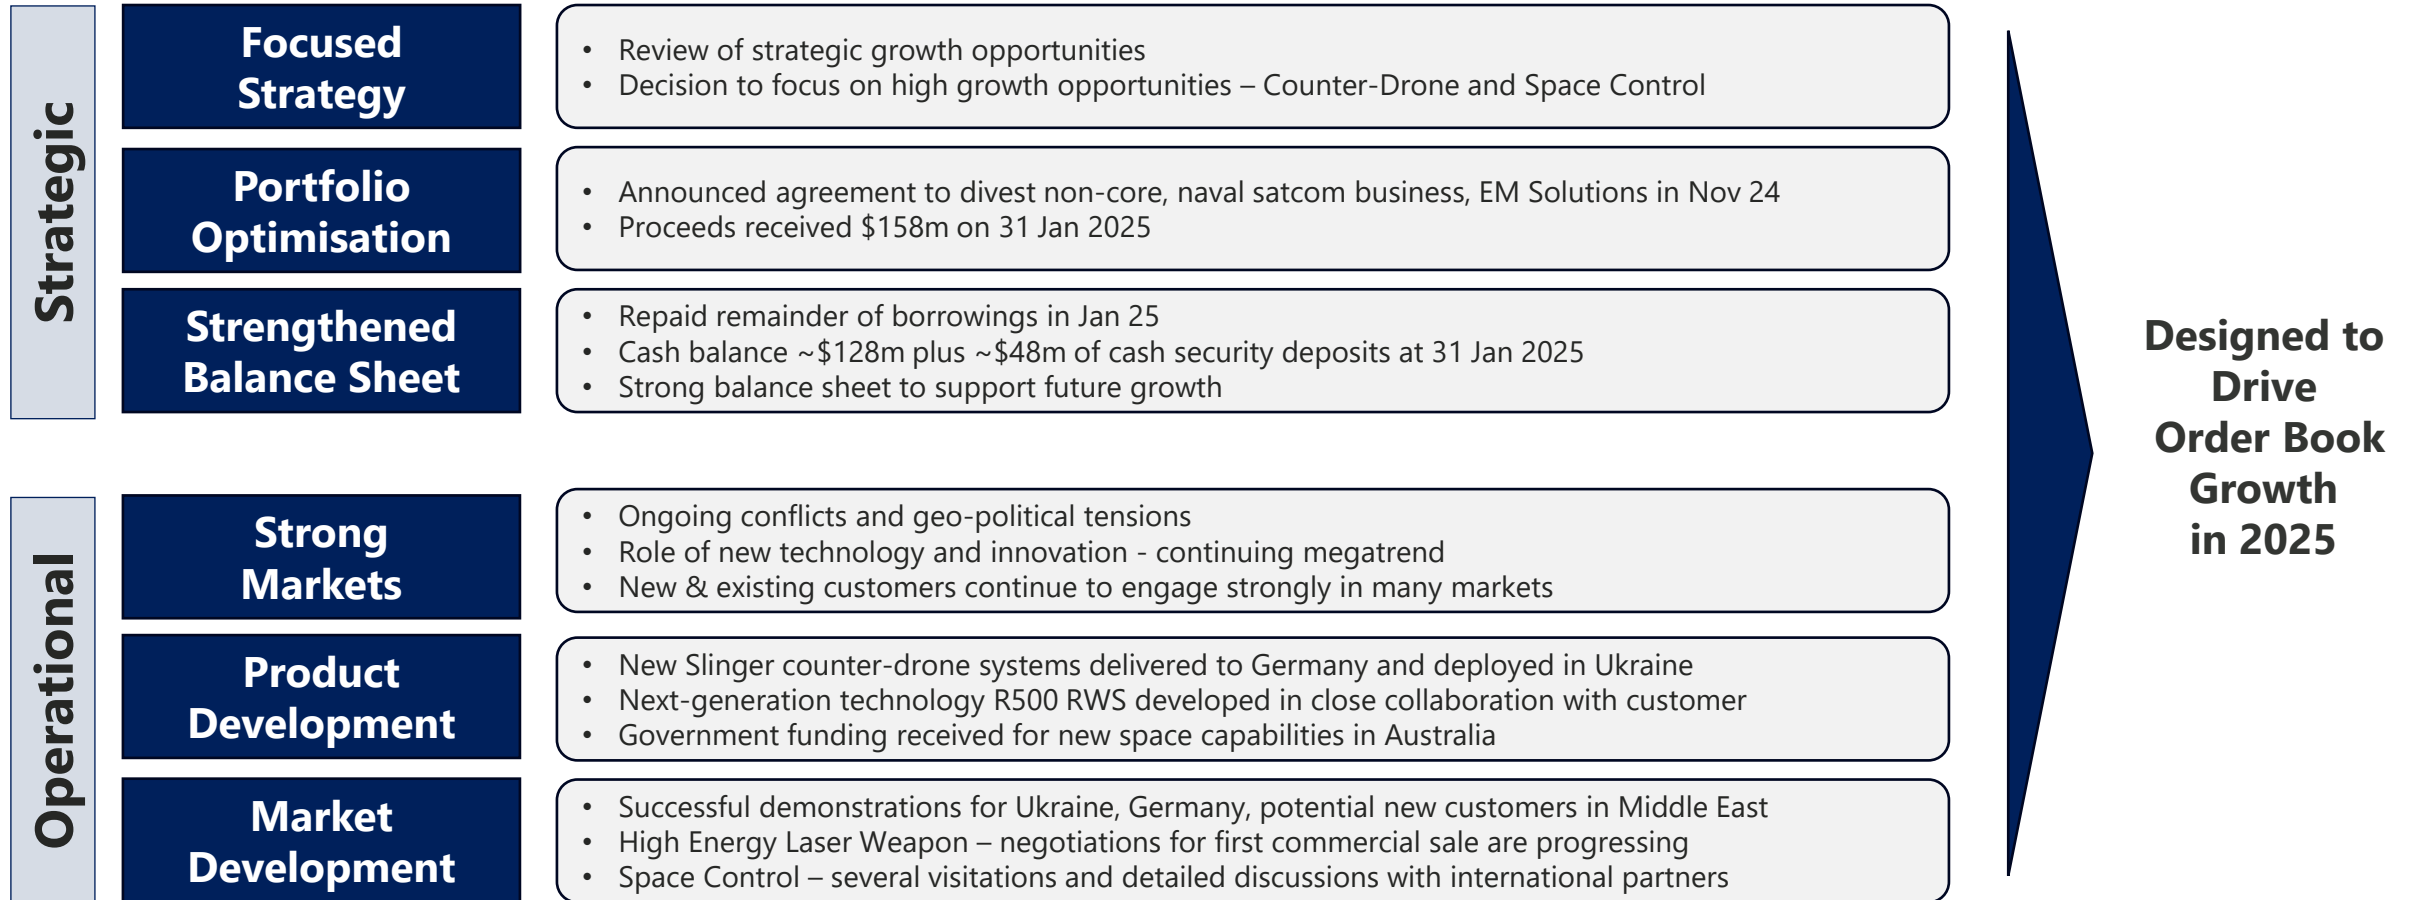 Strategic
Focused
Strategy
• Review of strategic growth opportunities
• Decision to focus on high growth opportunities – Counter-Drone and Space Control
Portfolio
Optimisation
• Announced agreement to divest non-core, naval satcom business, EM Solutions in Nov 24
• Proceeds received $158m on 31 Jan 2025
Strengthened
Balance Sheet
• Repaid remainder of borrowings in Jan 25
• Cash balance ~$128m plus ~$48m of cash security deposits at 31 Jan 2025
• Strong balance sheet to support future growth
Operational
Strong
Markets
• Ongoing conflicts and geo-political tensions
• Role of new technology and innovation - continuing megatrend
• New & existing customers continue to engage strongly in many markets
Product
Development
• New Slinger counter-drone systems delivered to Germany and deployed in Ukraine
• Next-generation technology R500 RWS developed in close collaboration with customer
• Government funding received for new space capabilities in Australia
Market
Development
• Successful demonstrations for Ukraine, Germany, potential new customers in Middle East
• High Energy Laser Weapon – negotiations for first commercial sale are progressing
• Space Control – several visitations and detailed discussions with international partners
Designed to
Drive
Order Book
Growth
in 2025